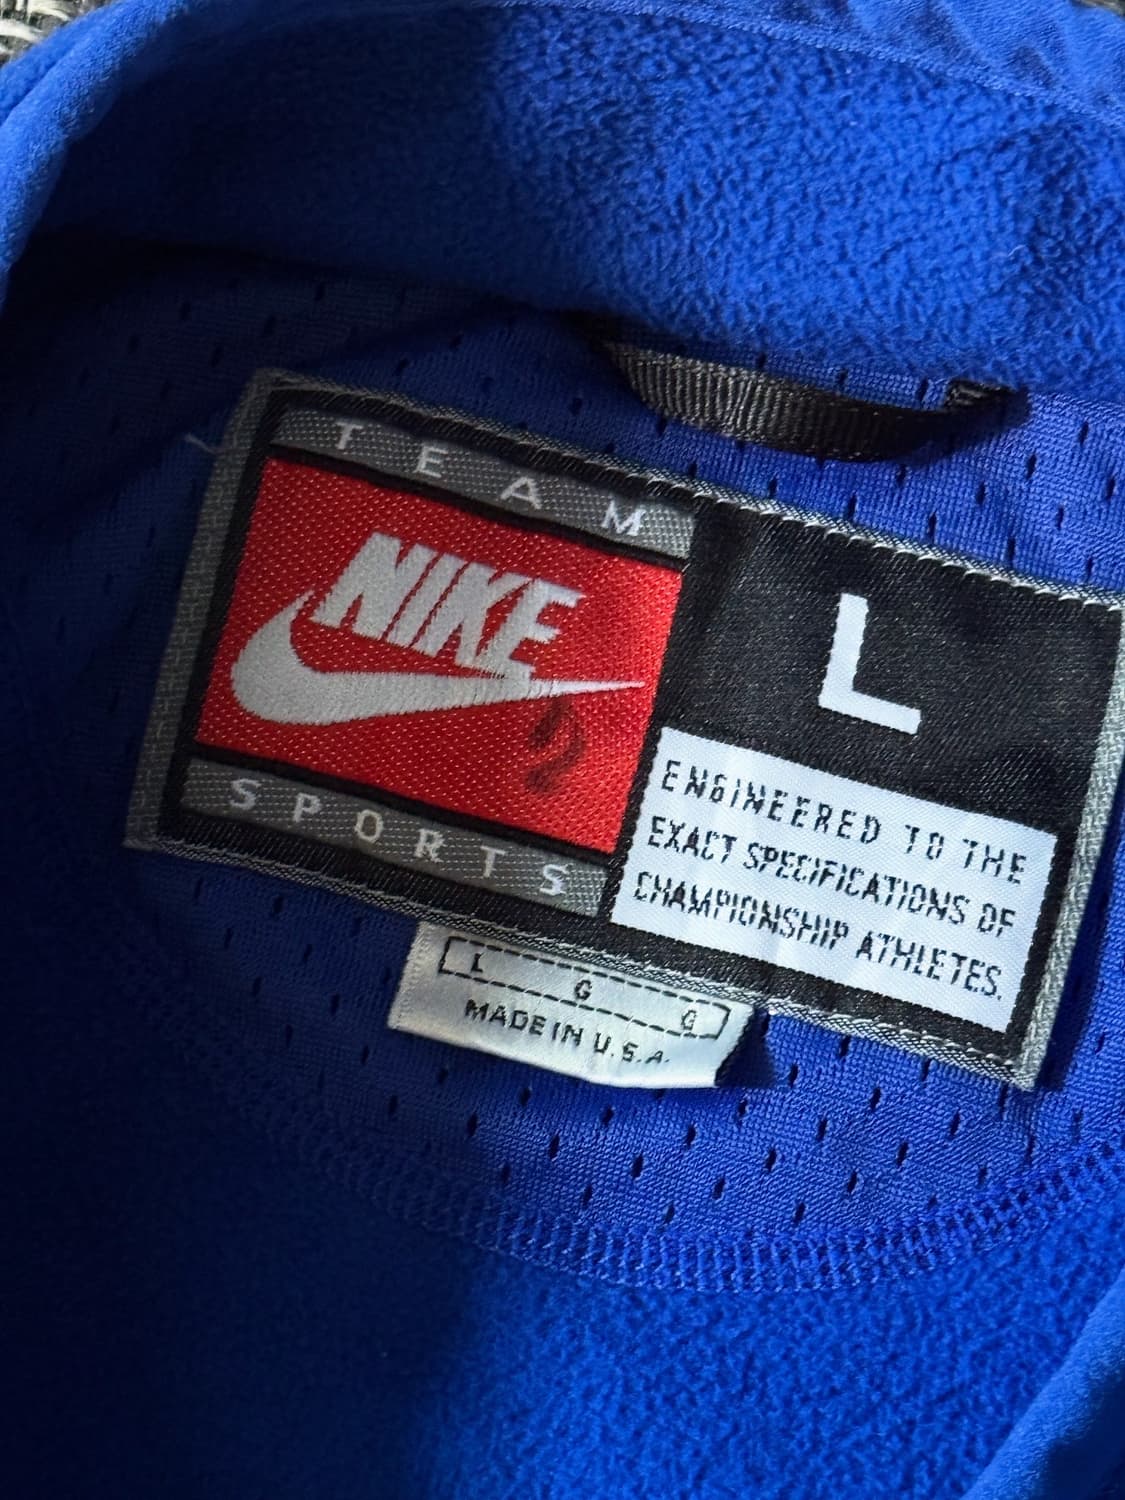 TEAM
NIKE
SPORTS
L
ENGINEERED TO THE
EXACT SPECIFICATIONS OF
CHAMPIONSHIP ATHLETES.
L
G
G
MADE IN U.S.A.